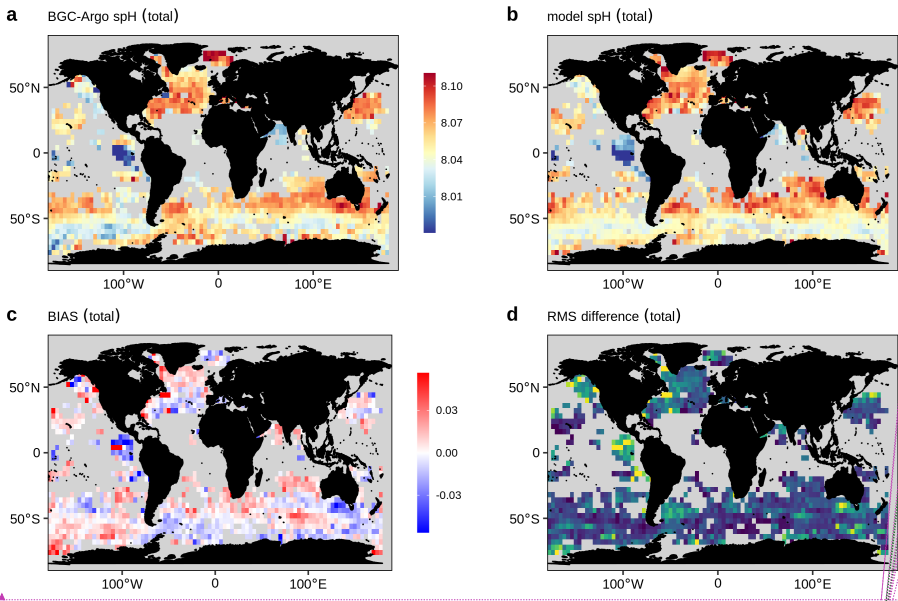 a BGC-Argo spH (total)
50°N
0
50°S
100°W 0 100°E
8.10
8.07
8.04
8.01
b model spH (total)
50°N
0
50°S
100°W 0 100°E
c BIAS (total)
50°N
0
50°S
100°W 0 100°E
0.03
0.00
-0.03
d RMS difference (total)
50°N
0
50°S
100°W 0 100°E